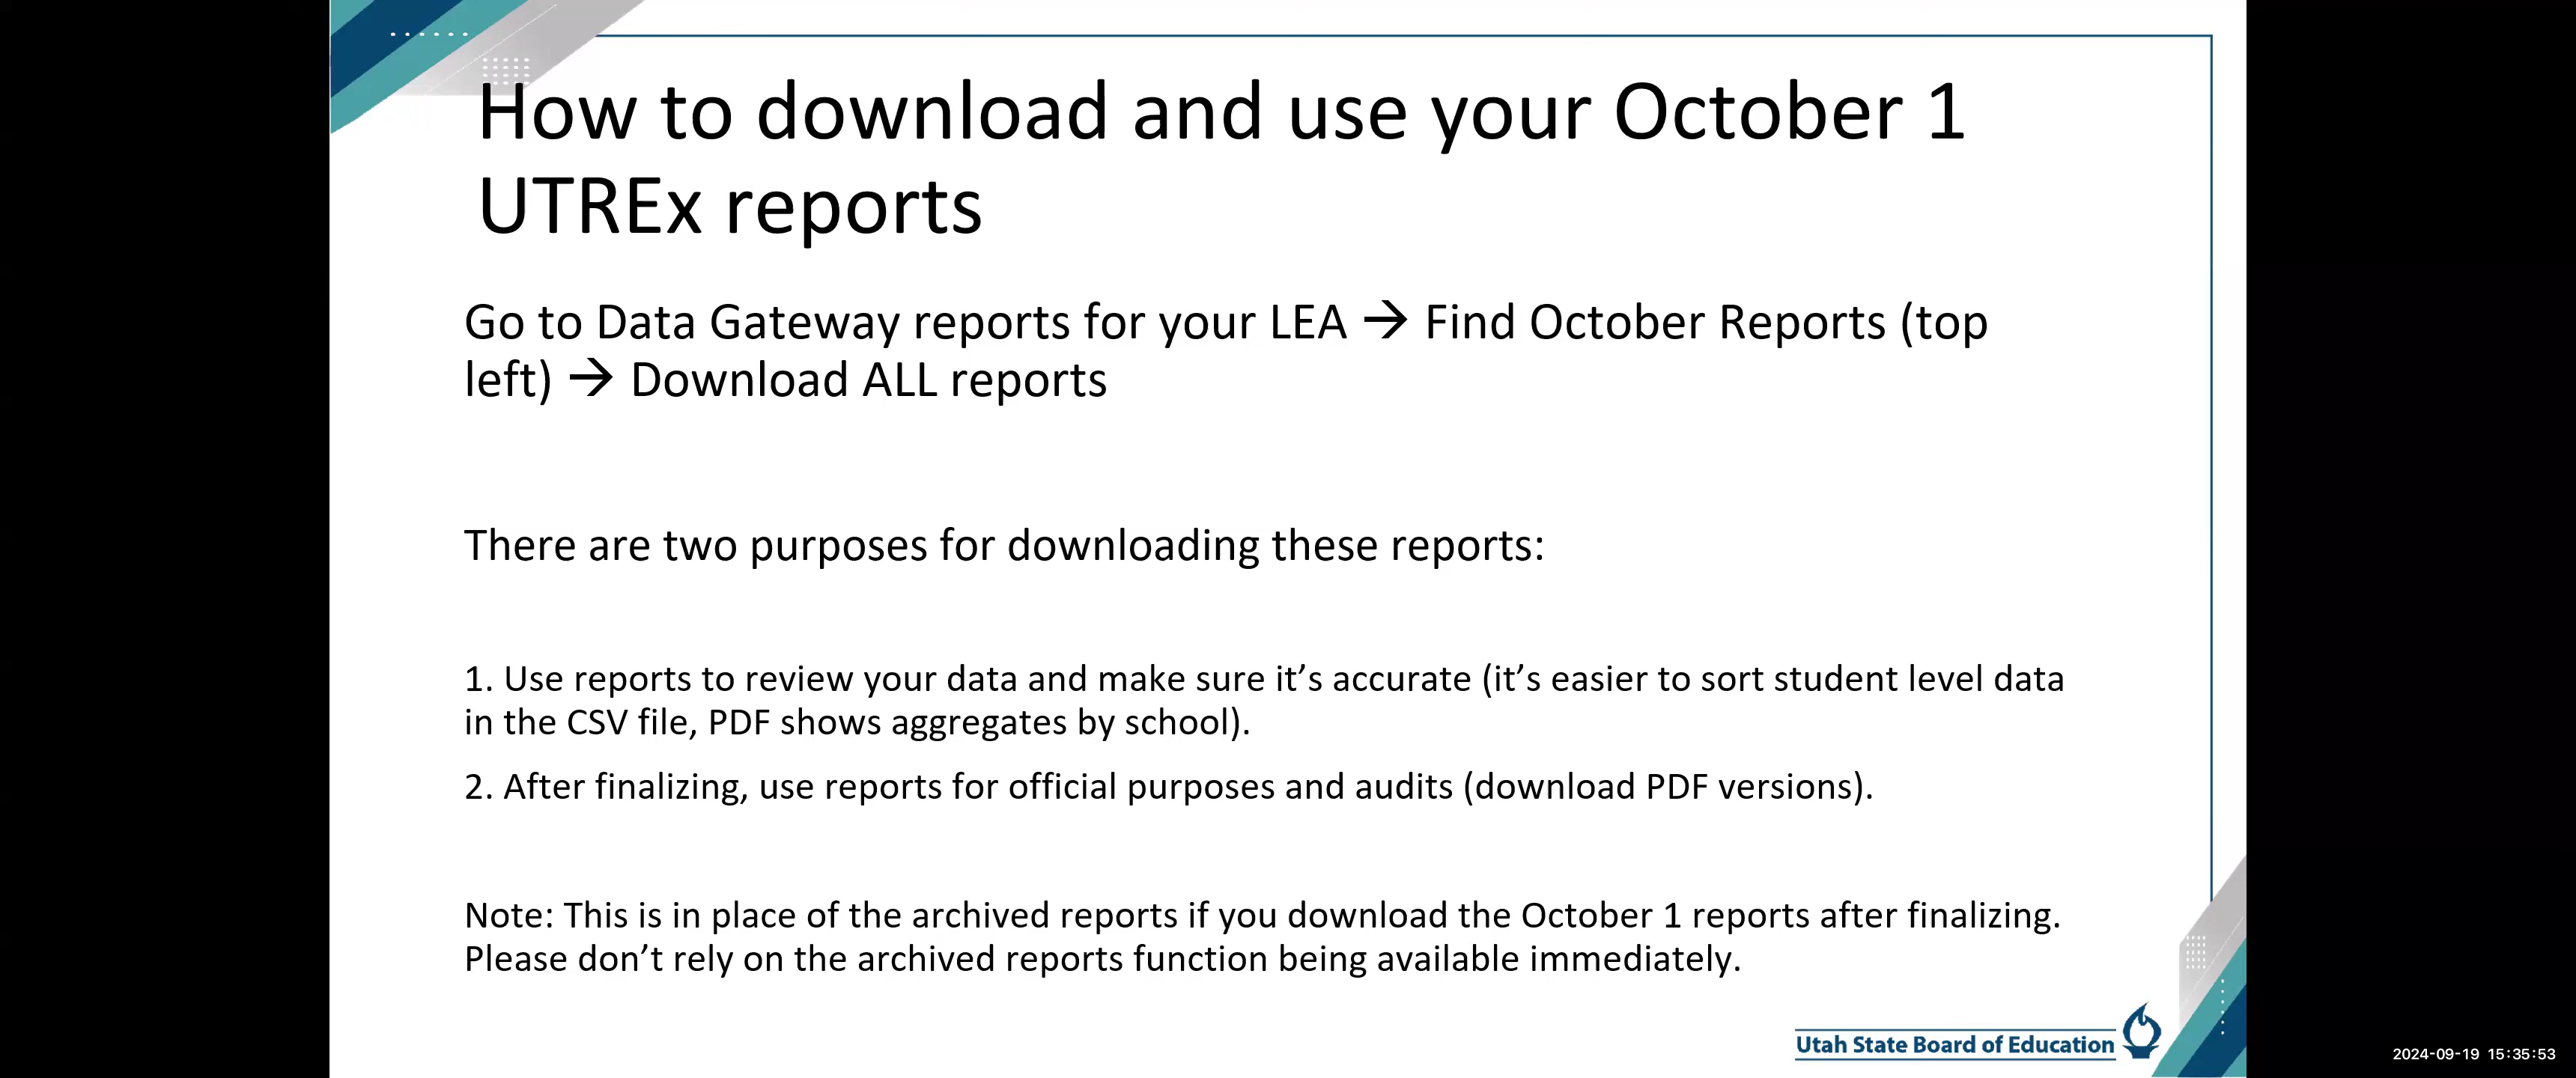 How to download and use your October 1
UTREx reports
Go to Data Gateway reports for your LEA → Find October Reports (top
left) → Download ALL reports
There are two purposes for downloading these reports:
1. Use reports to review your data and make sure it’s accurate (it’s easier to sort student level data
in the CSV file, PDF shows aggregates by school).
2. After finalizing, use reports for official purposes and audits (download PDF versions).
Note: This is in place of the archived reports if you download the October 1 reports after finalizing.
Please don’t rely on the archived reports function being available immediately.
Utah State Board of Education
2024-09-19 15:35:53